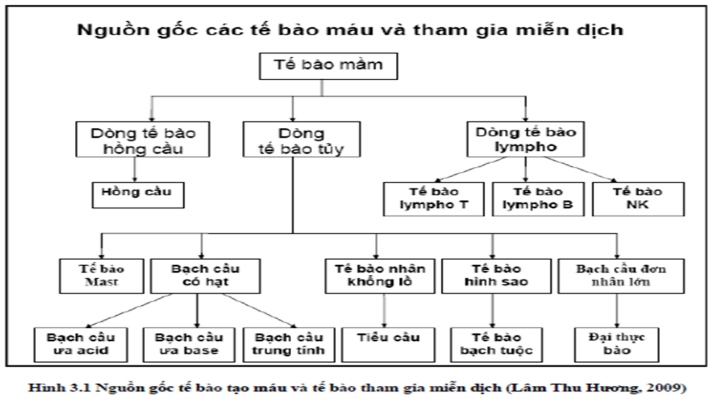 Nguồn gốc các tế bào máu và tham gia miễn dịch
Tế bào mầm
Dòng tế bào
hồng cầu
Dòng
tế bào tủy
Dòng tế bào
lympho
Hồng cầu
Tế bào
lympho T
Tế bào
lympho B
Tế bào
NK
Tế bào
Mast
Bạch cầu
có hạt
Tế bào nhân
khổng lồ
Tế bào
hình sao
Bạch cầu đơn
nhân lớn
Bạch cầu
ưa acid
Bạch cầu
ưa base
Bạch cầu
trung tính
Tiểu cầu
Tế bào
bạch tuộc
Đại thực
bào
Hình 3.1 Nguồn gốc tế bào tạo máu và tế bào tham gia miễn dịch (Lâm Thu Hương, 2009)